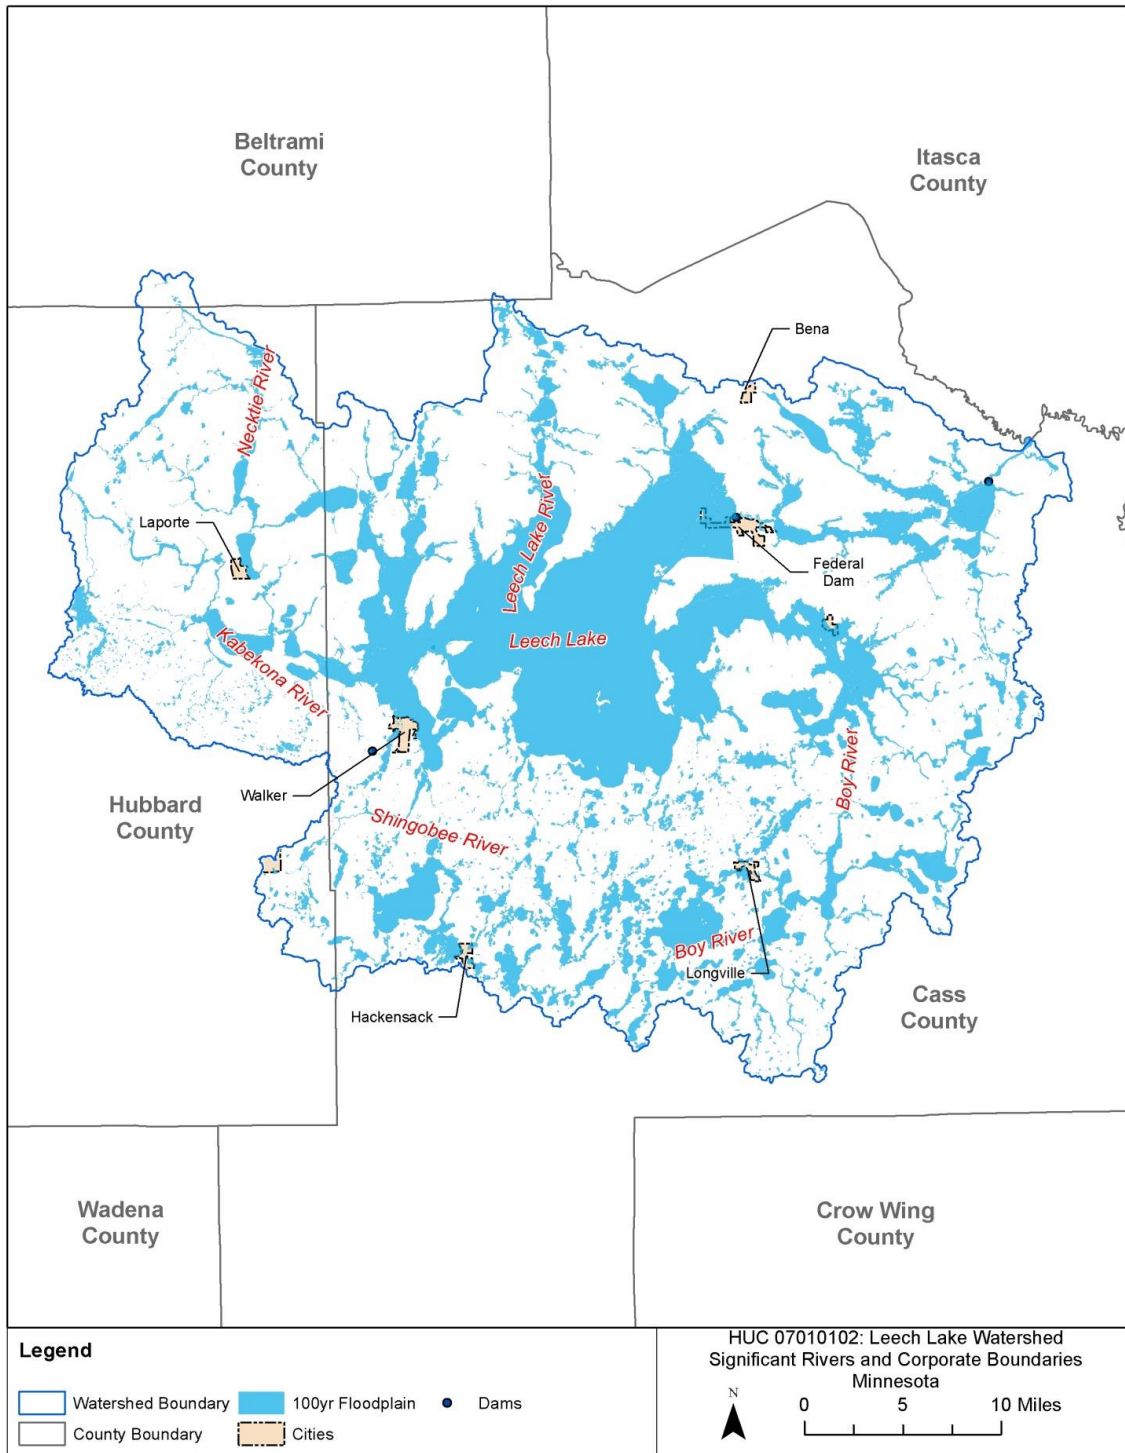 Beltrami
County
Itasca
County
Bena
Necktie River
Laporte
Leech Lake River
Federal
Dam
Leech Lake
Kabekona River
Walker
Boy River
Hubbard
County
Shingobee River
Boy River
Longville
Hackensack
Cass
County
Wadena
County
Crow Wing
County
Legend
Watershed Boundary
100yr Floodplain
Dams
County Boundary
Cities
HUC 07010102: Leech Lake Watershed
Significant Rivers and Corporate Boundaries
Minnesota
N
0 5 10 Miles